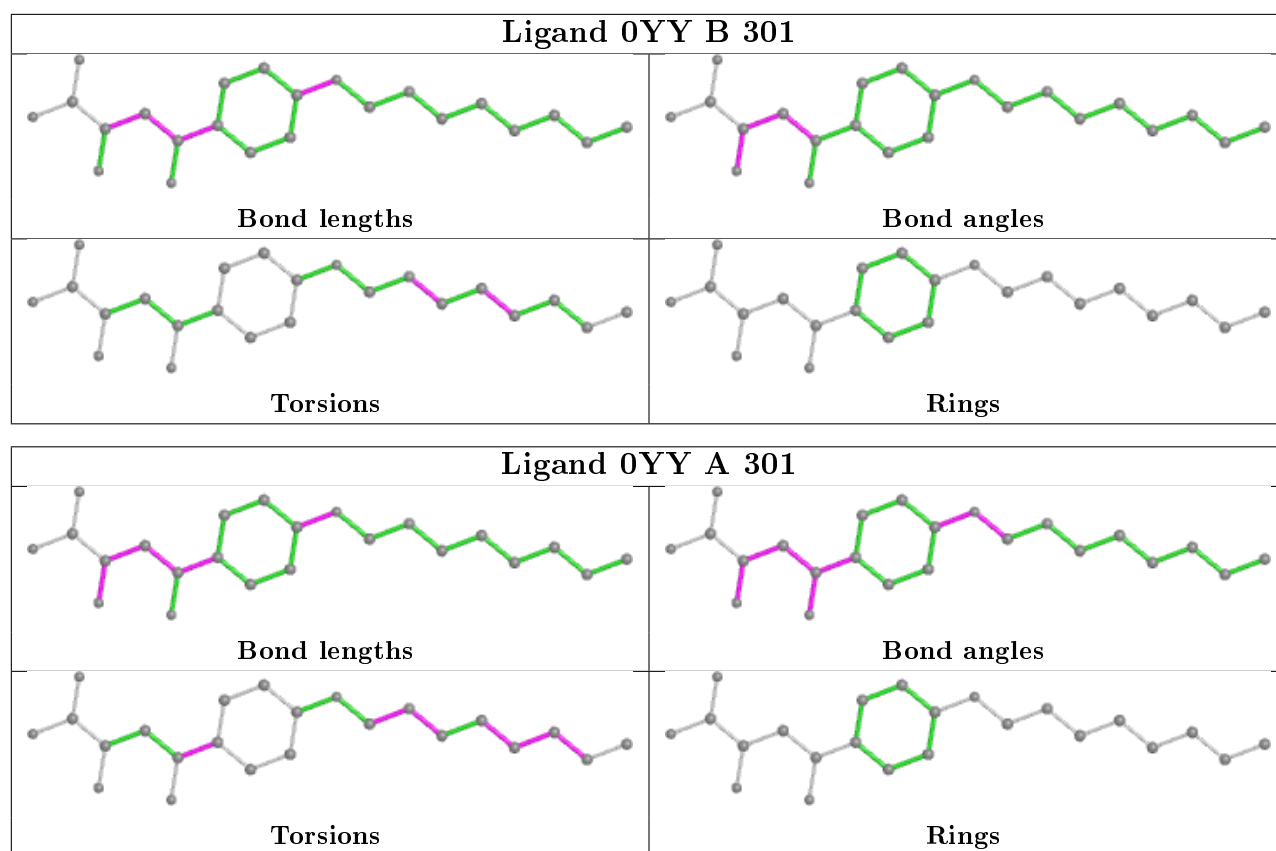 Ligand 0YY B 301
Bond lengths
Bond angles
Torsions
Rings
Ligand 0YY A 301
Bond lengths
Bond angles
Torsions
Rings